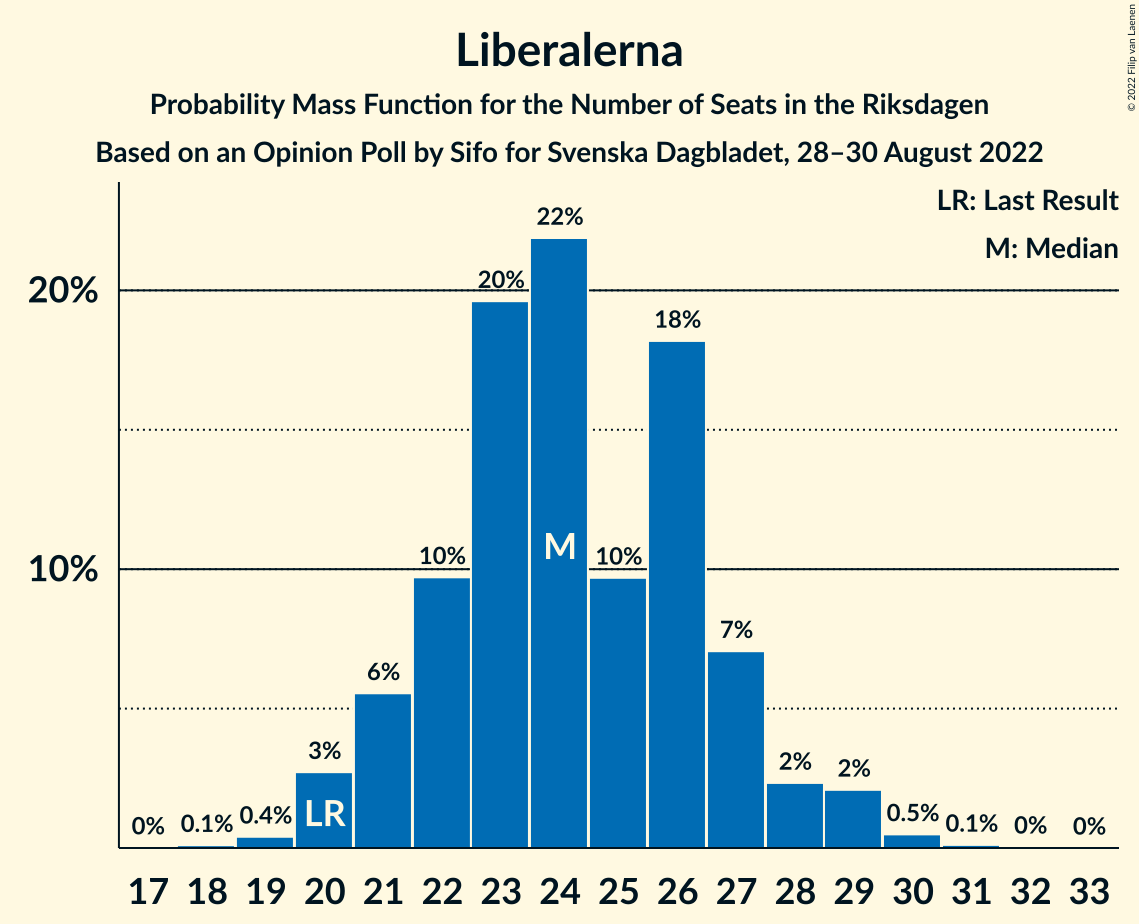 Liberalerna
Probability Mass Function for the Number of Seats in the Riksdagen
Based on an Opinion Poll by Sifo for Svenska Dagbladet, 28–30 August 2022
© 2022 Filip van Laenen
LR: Last Result
M: Median
20%
10%
0% 0.1% 0.4% 3% 6% 10% 20% 22% 10% 18% 7% 2% 2% 0.5% 0.1% 0% 0%
LR M
17 18 19 20 21 22 23 24 25 26 27 28 29 30 31 32 33